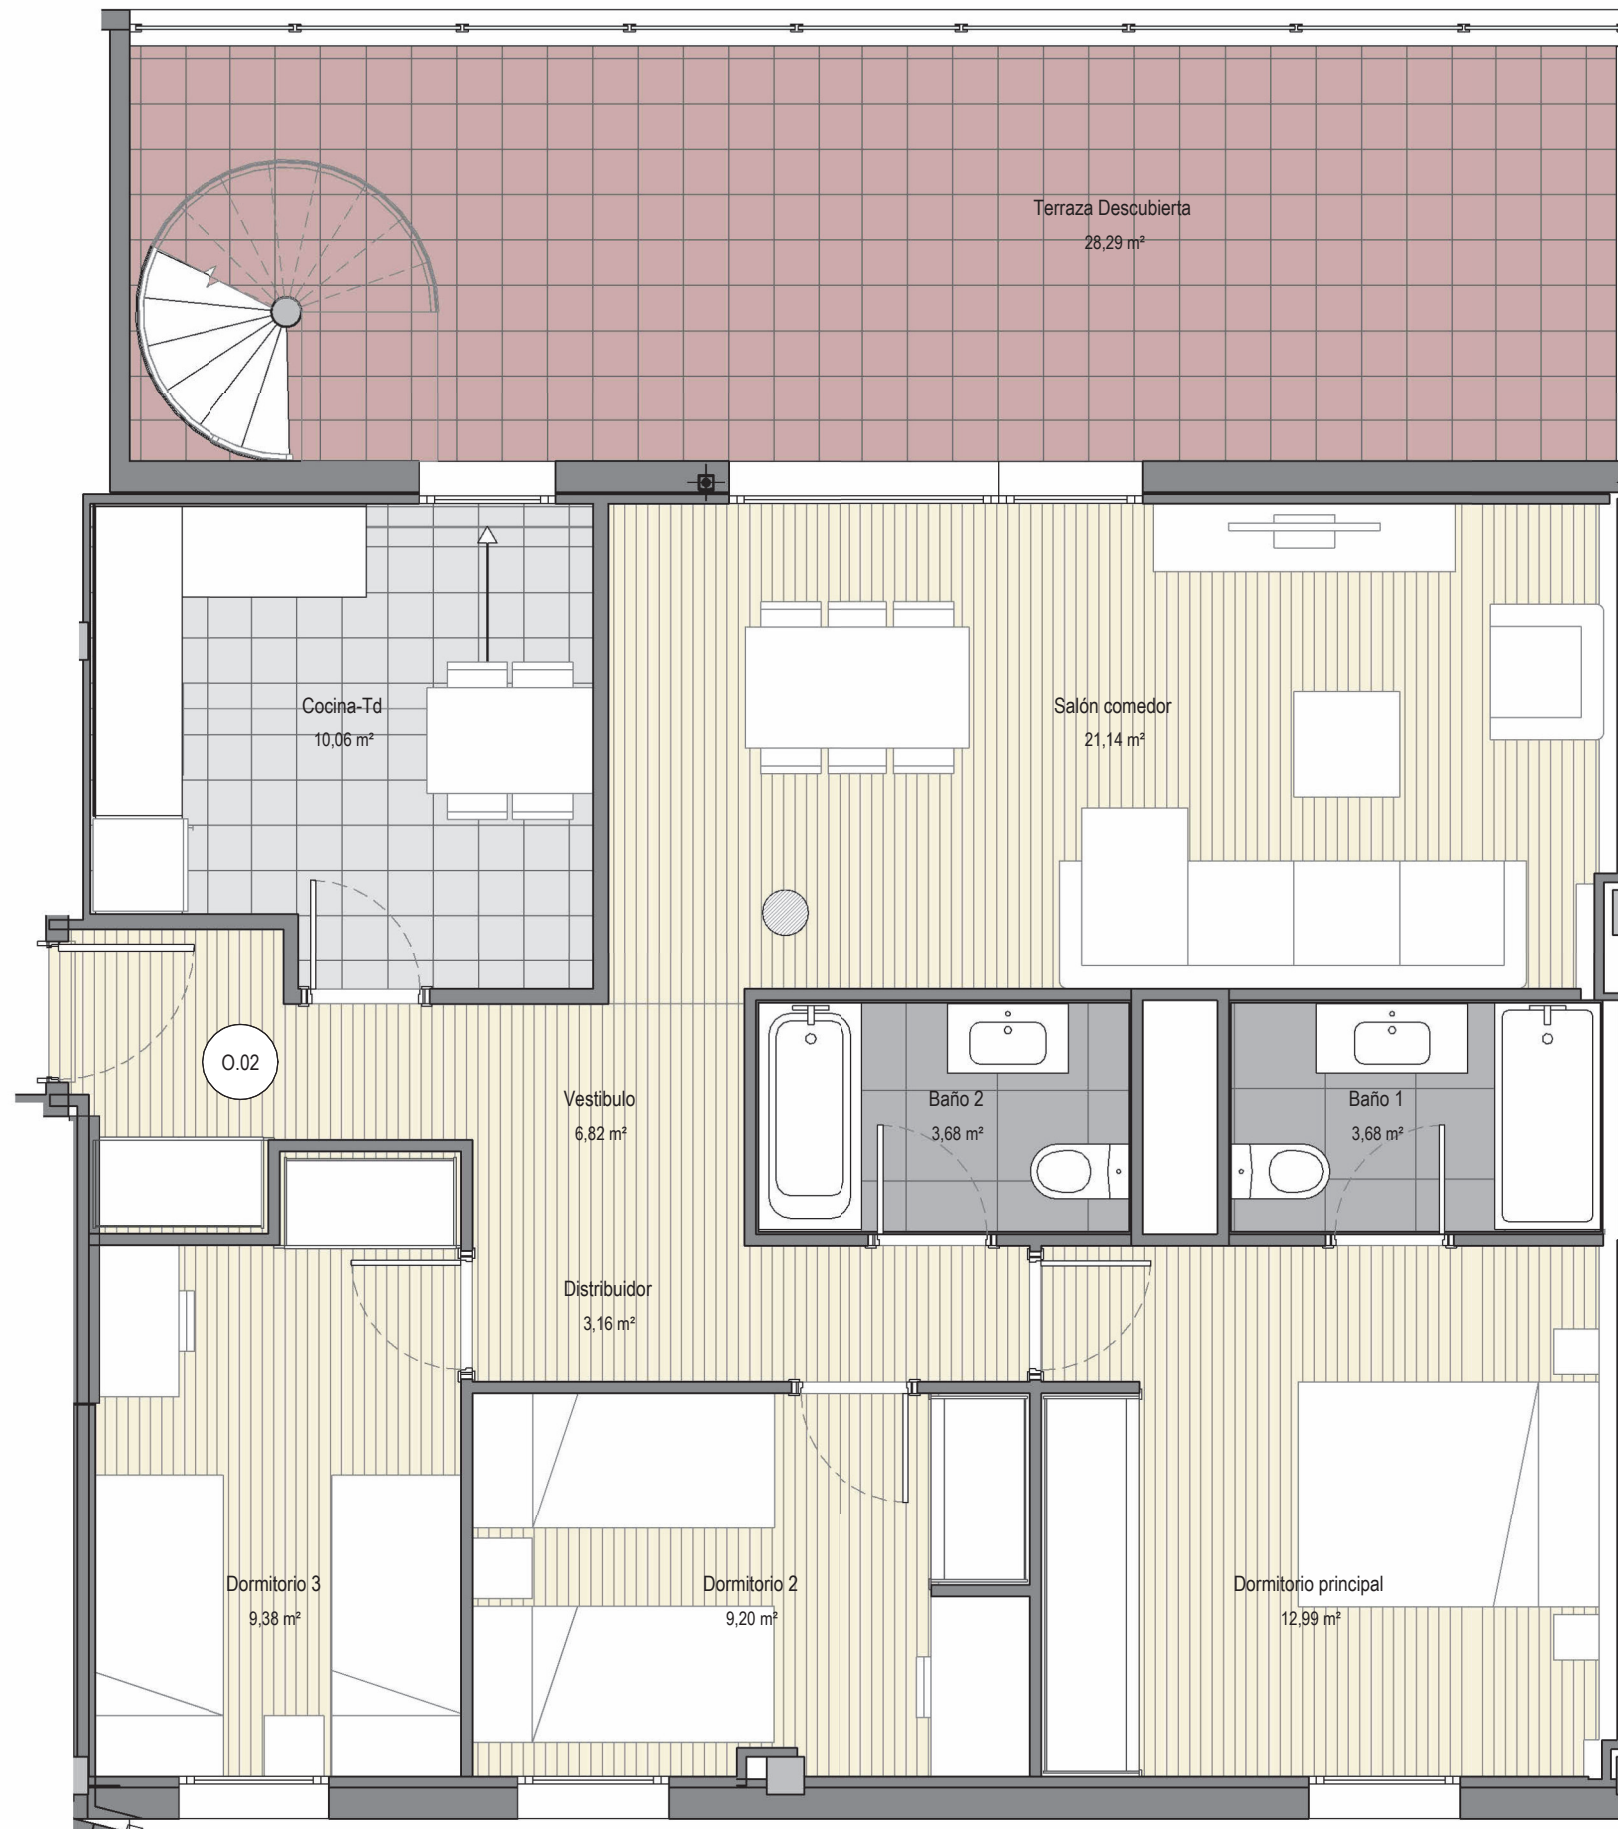 Terraza Descubierta
28,29 m²
Cocina-Td
10,06 m²
Salón comedor
21,14 m²
O.02
Vestibulo
6,82 m²
Baño 2
3,68 m²
Baño 1
3,68 m²
Distribuidor
3,16 m²
Dormitorio 3
9,38 m²
Dormitorio 2
9,20 m²
Dormitorio principal
12,99 m²